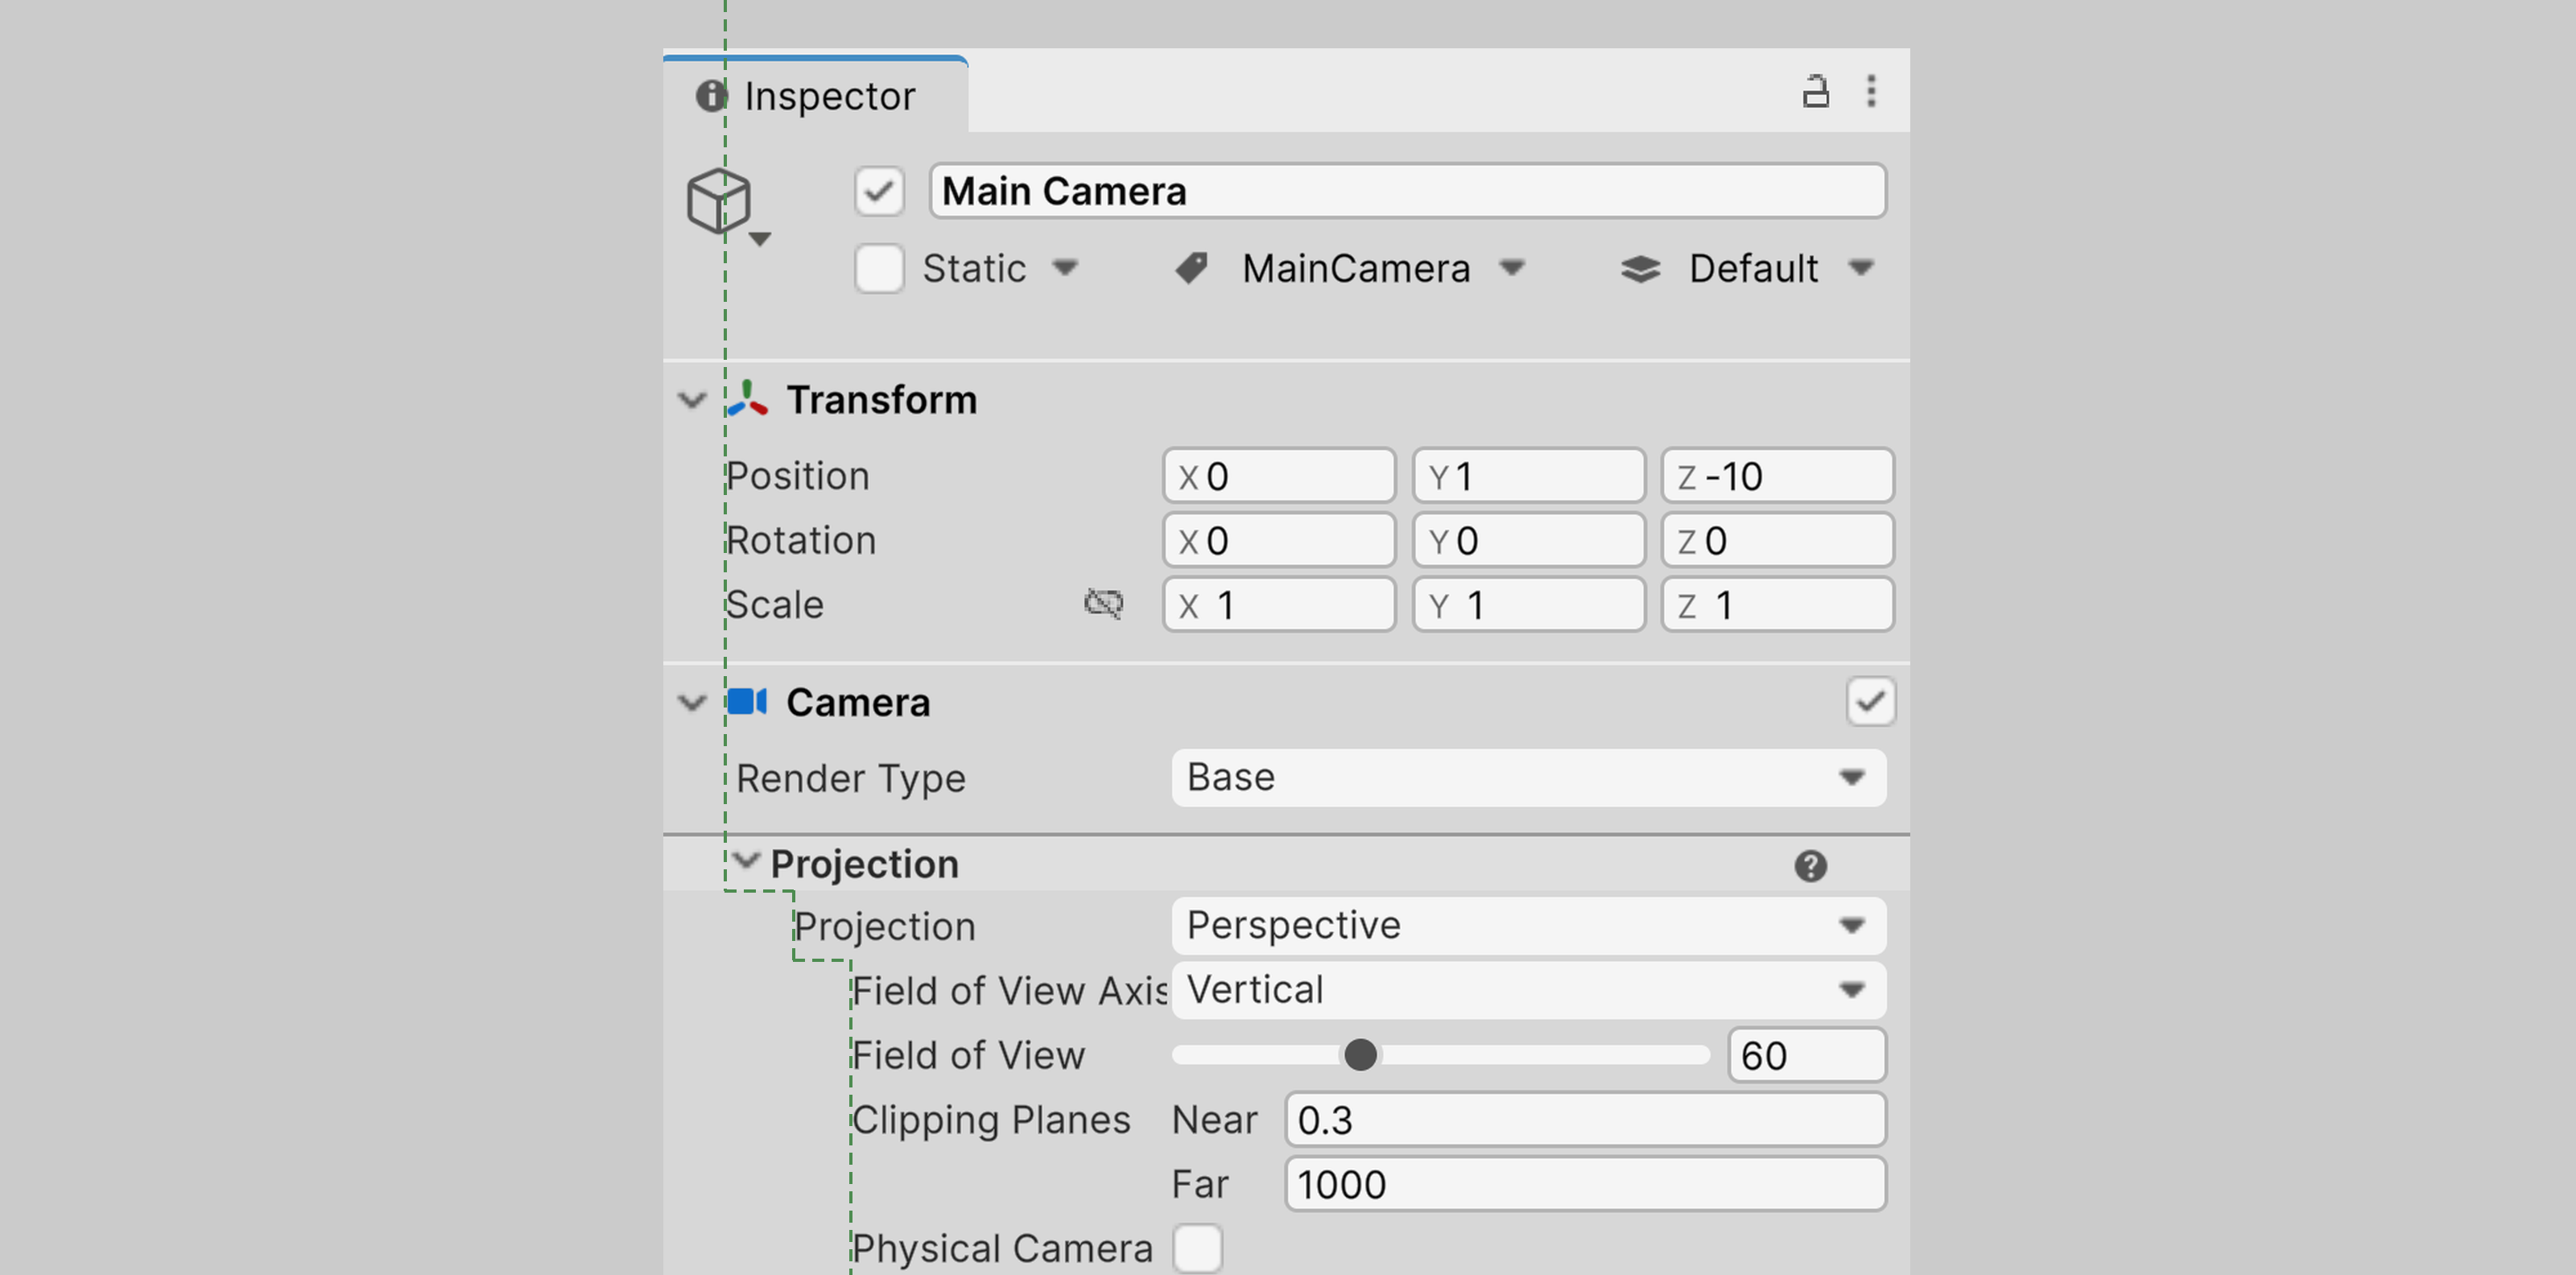 Inspector
Main Camera
Static MainCamera Default
Transform
Position X 0 Y 1 Z -10
Rotation X 0 Y 0 Z 0
Scale X 1 Y 1 Z 1
Camera
Render Type Base
Projection
Projection Perspective
Field of View Axis Vertical
Field of View 60
Clipping Planes Near 0.3
Far 1000
Physical Camera